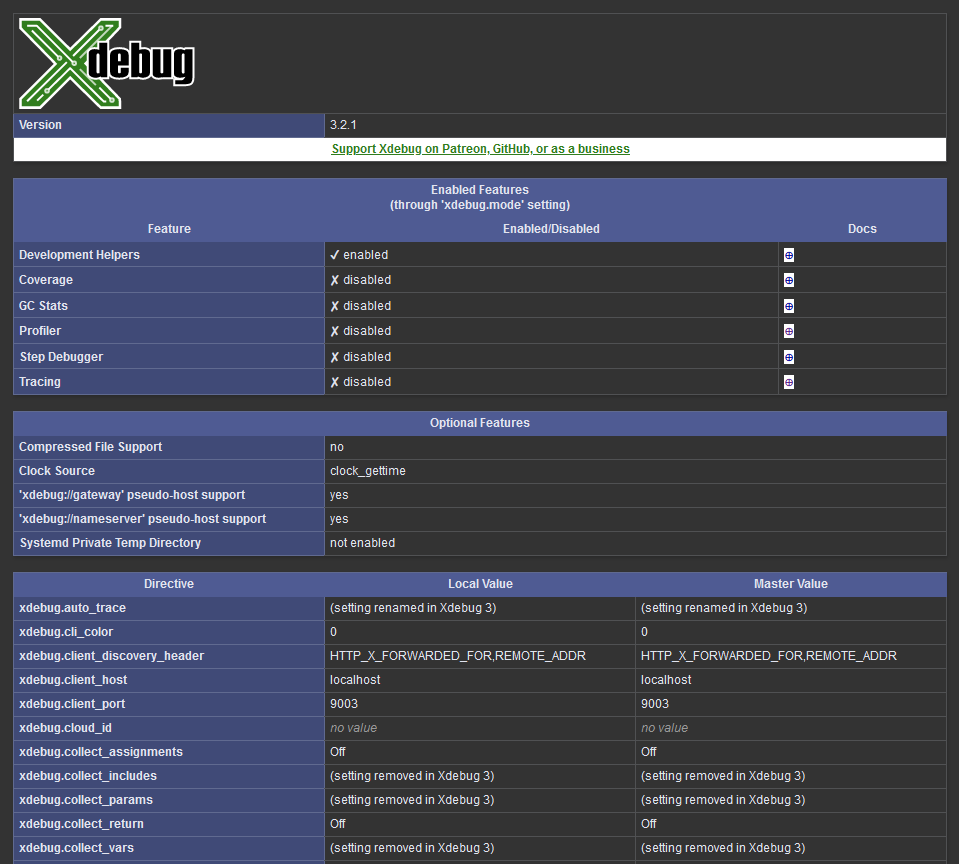 Xdebug
Version 3.2.1
Support Xdebug on Patreon, GitHub, or as a business
Enabled Features
(through 'xdebug.mode' setting)
Feature Enabled/Disabled Docs
Development Helpers ✔ enabled ⊕
Coverage ✘ disabled ⊕
GC Stats ✘ disabled ⊕
Profiler ✘ disabled ⊕
Step Debugger ✘ disabled ⊕
Tracing ✘ disabled ⊕
Optional Features
Compressed File Support no
Clock Source clock_gettime
'xdebug://gateway' pseudo-host support yes
'xdebug://nameserver' pseudo-host support yes
Systemd Private Temp Directory not enabled
Directive Local Value Master Value
xdebug.auto_trace (setting renamed in Xdebug 3) (setting renamed in Xdebug 3)
xdebug.cli_color 0 0
xdebug.client_discovery_header HTTP_X_FORWARDED_FOR,REMOTE_ADDR HTTP_X_FORWARDED_FOR,REMOTE_ADDR
xdebug.client_host localhost localhost
xdebug.client_port 9003 9003
xdebug.cloud_id no value no value
xdebug.collect_assignments Off Off
xdebug.collect_includes (setting removed in Xdebug 3) (setting removed in Xdebug 3)
xdebug.collect_params (setting removed in Xdebug 3) (setting removed in Xdebug 3)
xdebug.collect_return Off Off
xdebug.collect_vars (setting removed in Xdebug 3) (setting removed in Xdebug 3)